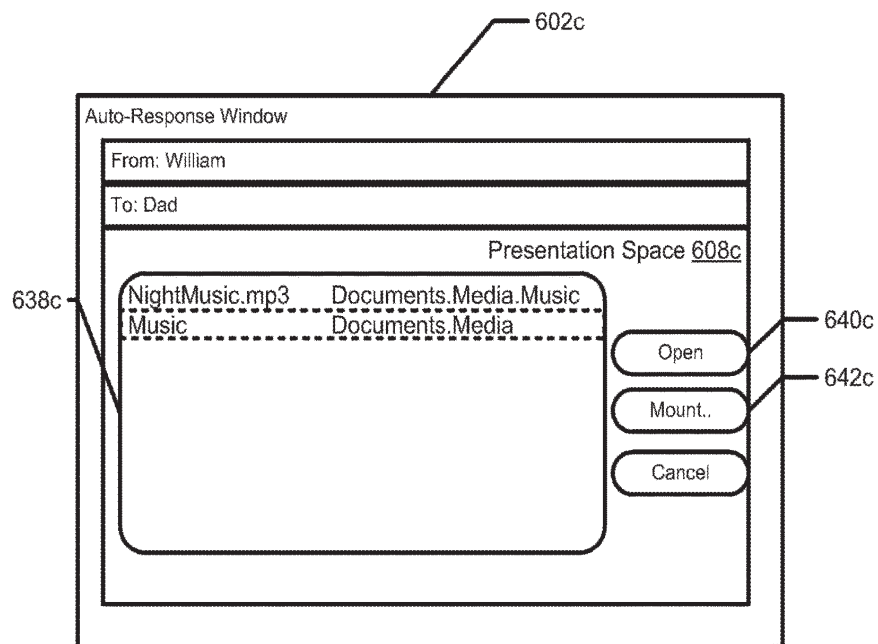 602c
Auto-Response Window
From: William
To: Dad
Presentation Space 608c
638c
NightMusic.mp3 Documents.Media.Music
Music Documents.Media
640c
Open
642c
Mount..
Cancel